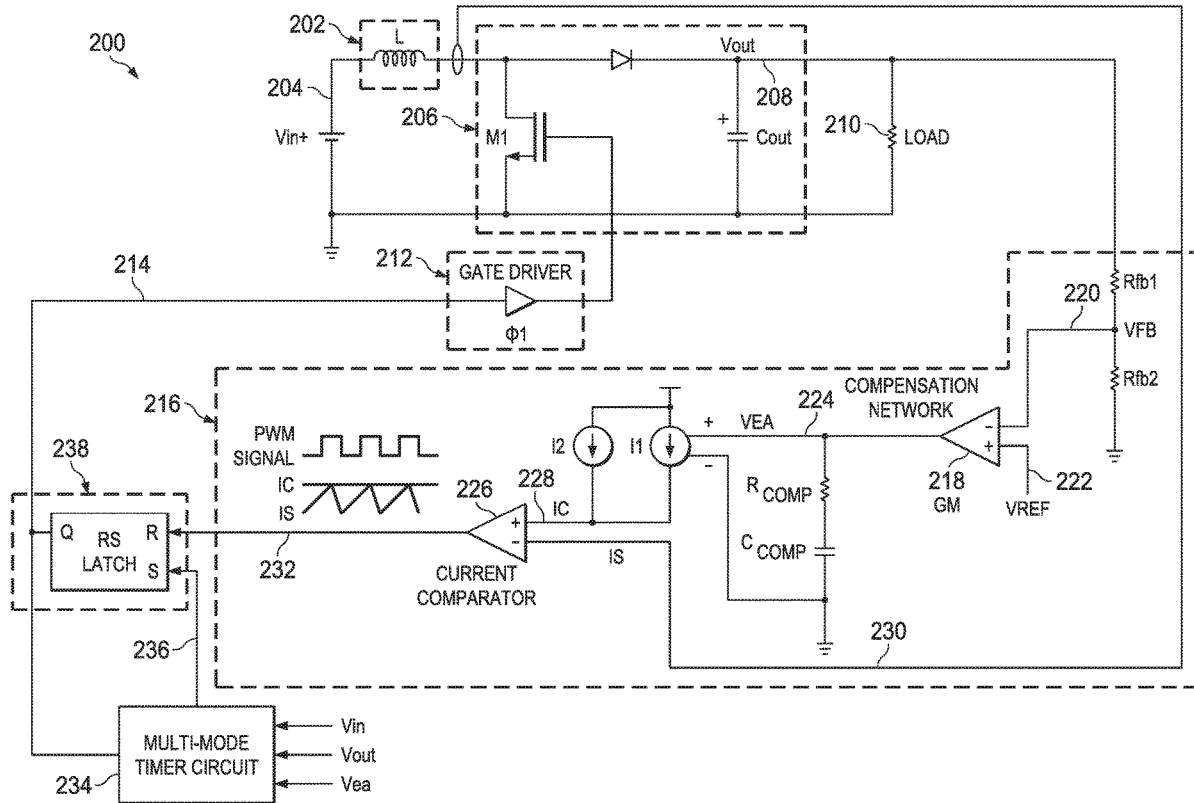 200
202
L
204
Vin+
206
M1
Vout
208
+
Cout
210
LOAD
212
GATE DRIVER
Φ1
214
Rfb1
220
VFB
Rfb2
216
COMPENSATION
NETWORK
VEA
224
+
-
I2
I1
-
+
218
GM
222
VREF
PWM
SIGNAL
IC
IS
226
228
IC
+
-
IS
R COMP
C COMP
CURRENT
COMPARATOR
232
238
Q
R
RS
LATCH
S
236
230
MULTI-MODE
TIMER CIRCUIT
234
Vin
Vout
Vea